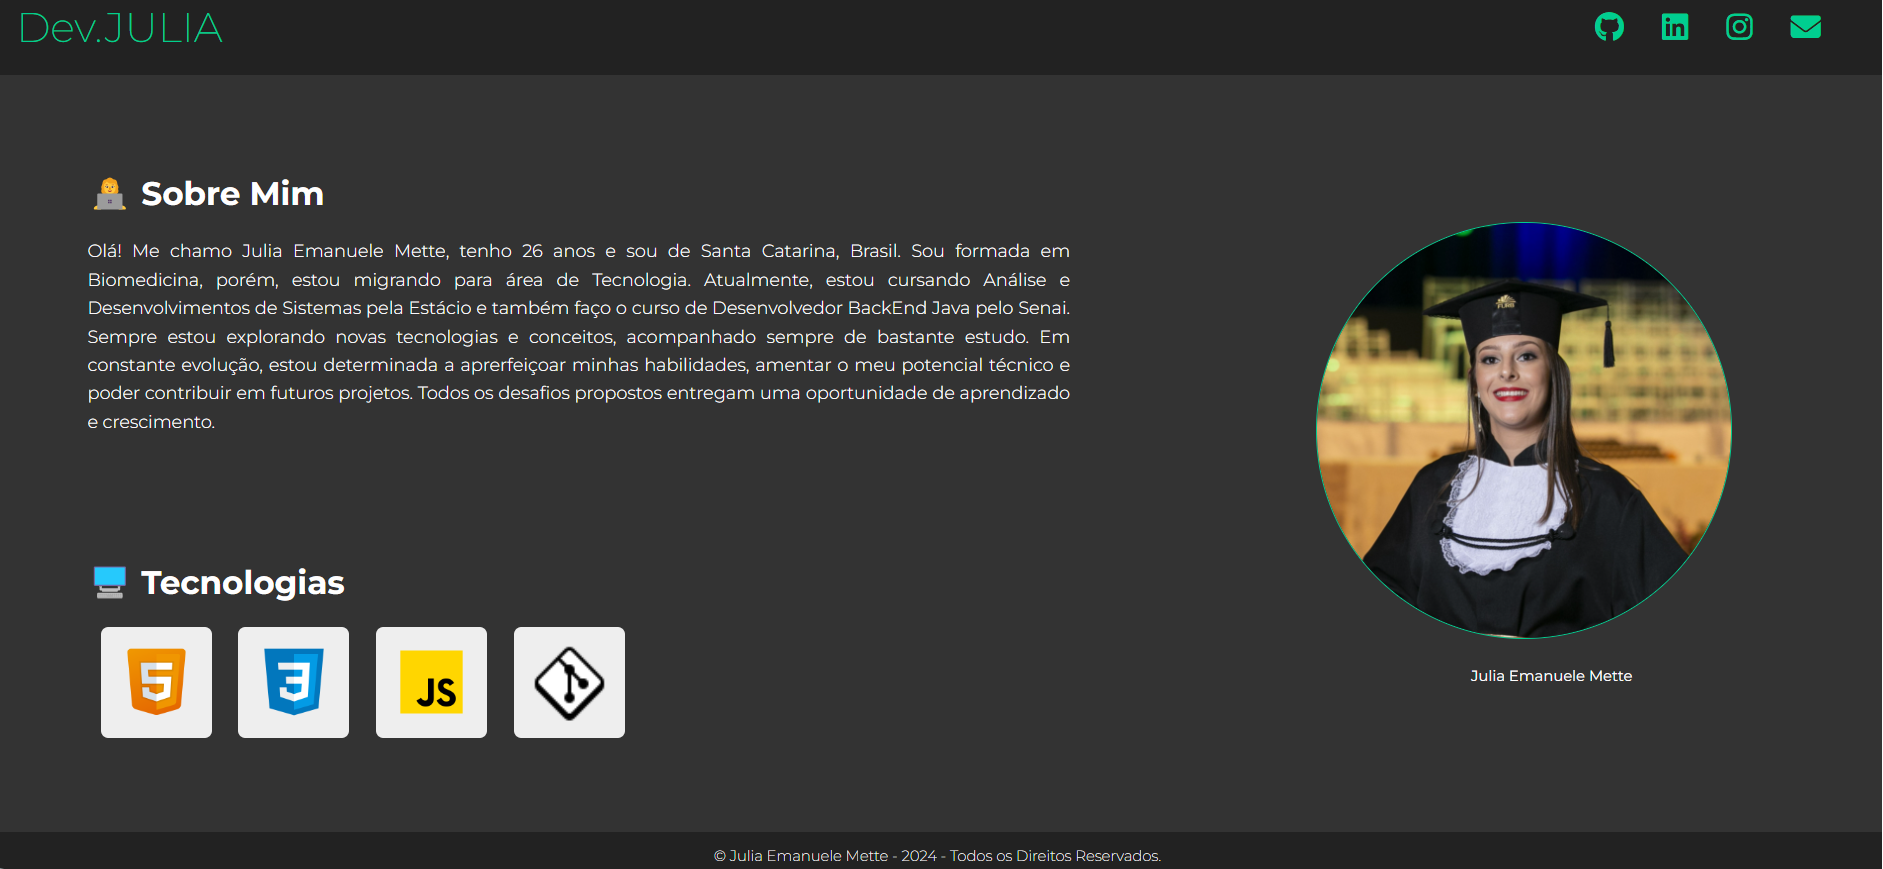 Dev.JULIA
Sobre Mim
Olá! Me chamo Julia Emanuele Mette, tenho 26 anos e sou de Santa Catarina, Brasil. Sou formada em
Biomedicina, porém, estou migrando para área de Tecnologia. Atualmente, estou cursando Análise e
Desenvolvimentos de Sistemas pela Estácio e também faço o curso de Desenvolvedor BackEnd Java pelo Senai.
Sempre estou explorando novas tecnologias e conceitos, acompanhado sempre de bastante estudo. Em
constante evolução, estou determinada a aprerfeiçoar minhas habilidades, amentar o meu potencial técnico e
poder contribuir em futuros projetos. Todos os desafios propostos entregam uma oportunidade de aprendizado
e crescimento.
Julia Emanuele Mette
Tecnologias
5
3
JS
© Julia Emanuele Mette - 2024 - Todos os Direitos Reservados.